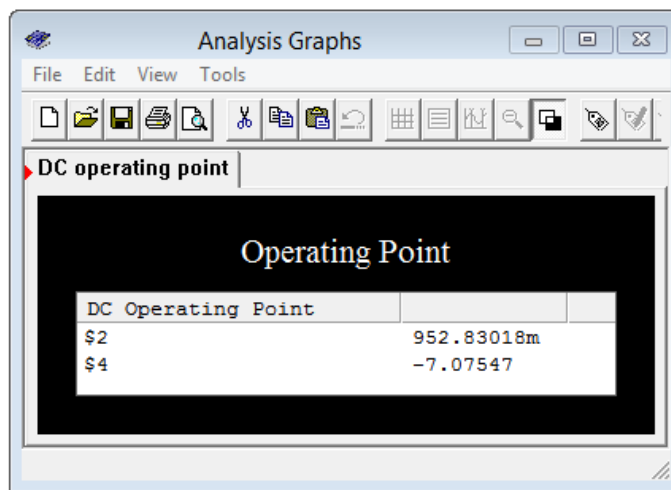 Analysis Graphs
File Edit View Tools
DC operating point
Operating Point
DC Operating Point
$2 952.83018m
$4 -7.07547